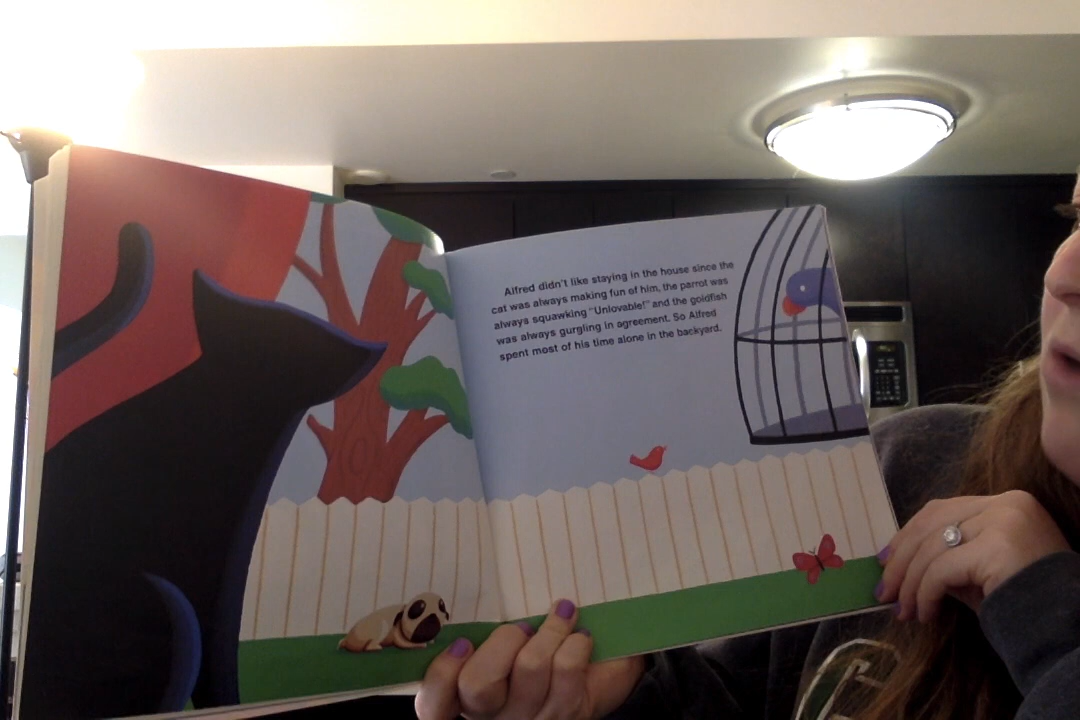 Alfred didn't like staying in the house since the
cat was always making fun of him, the parrot was
always squawking "Unlovable!" and the goldfish
was always gurgling in agreement. So Alfred
spent most of his time alone in the backyard.